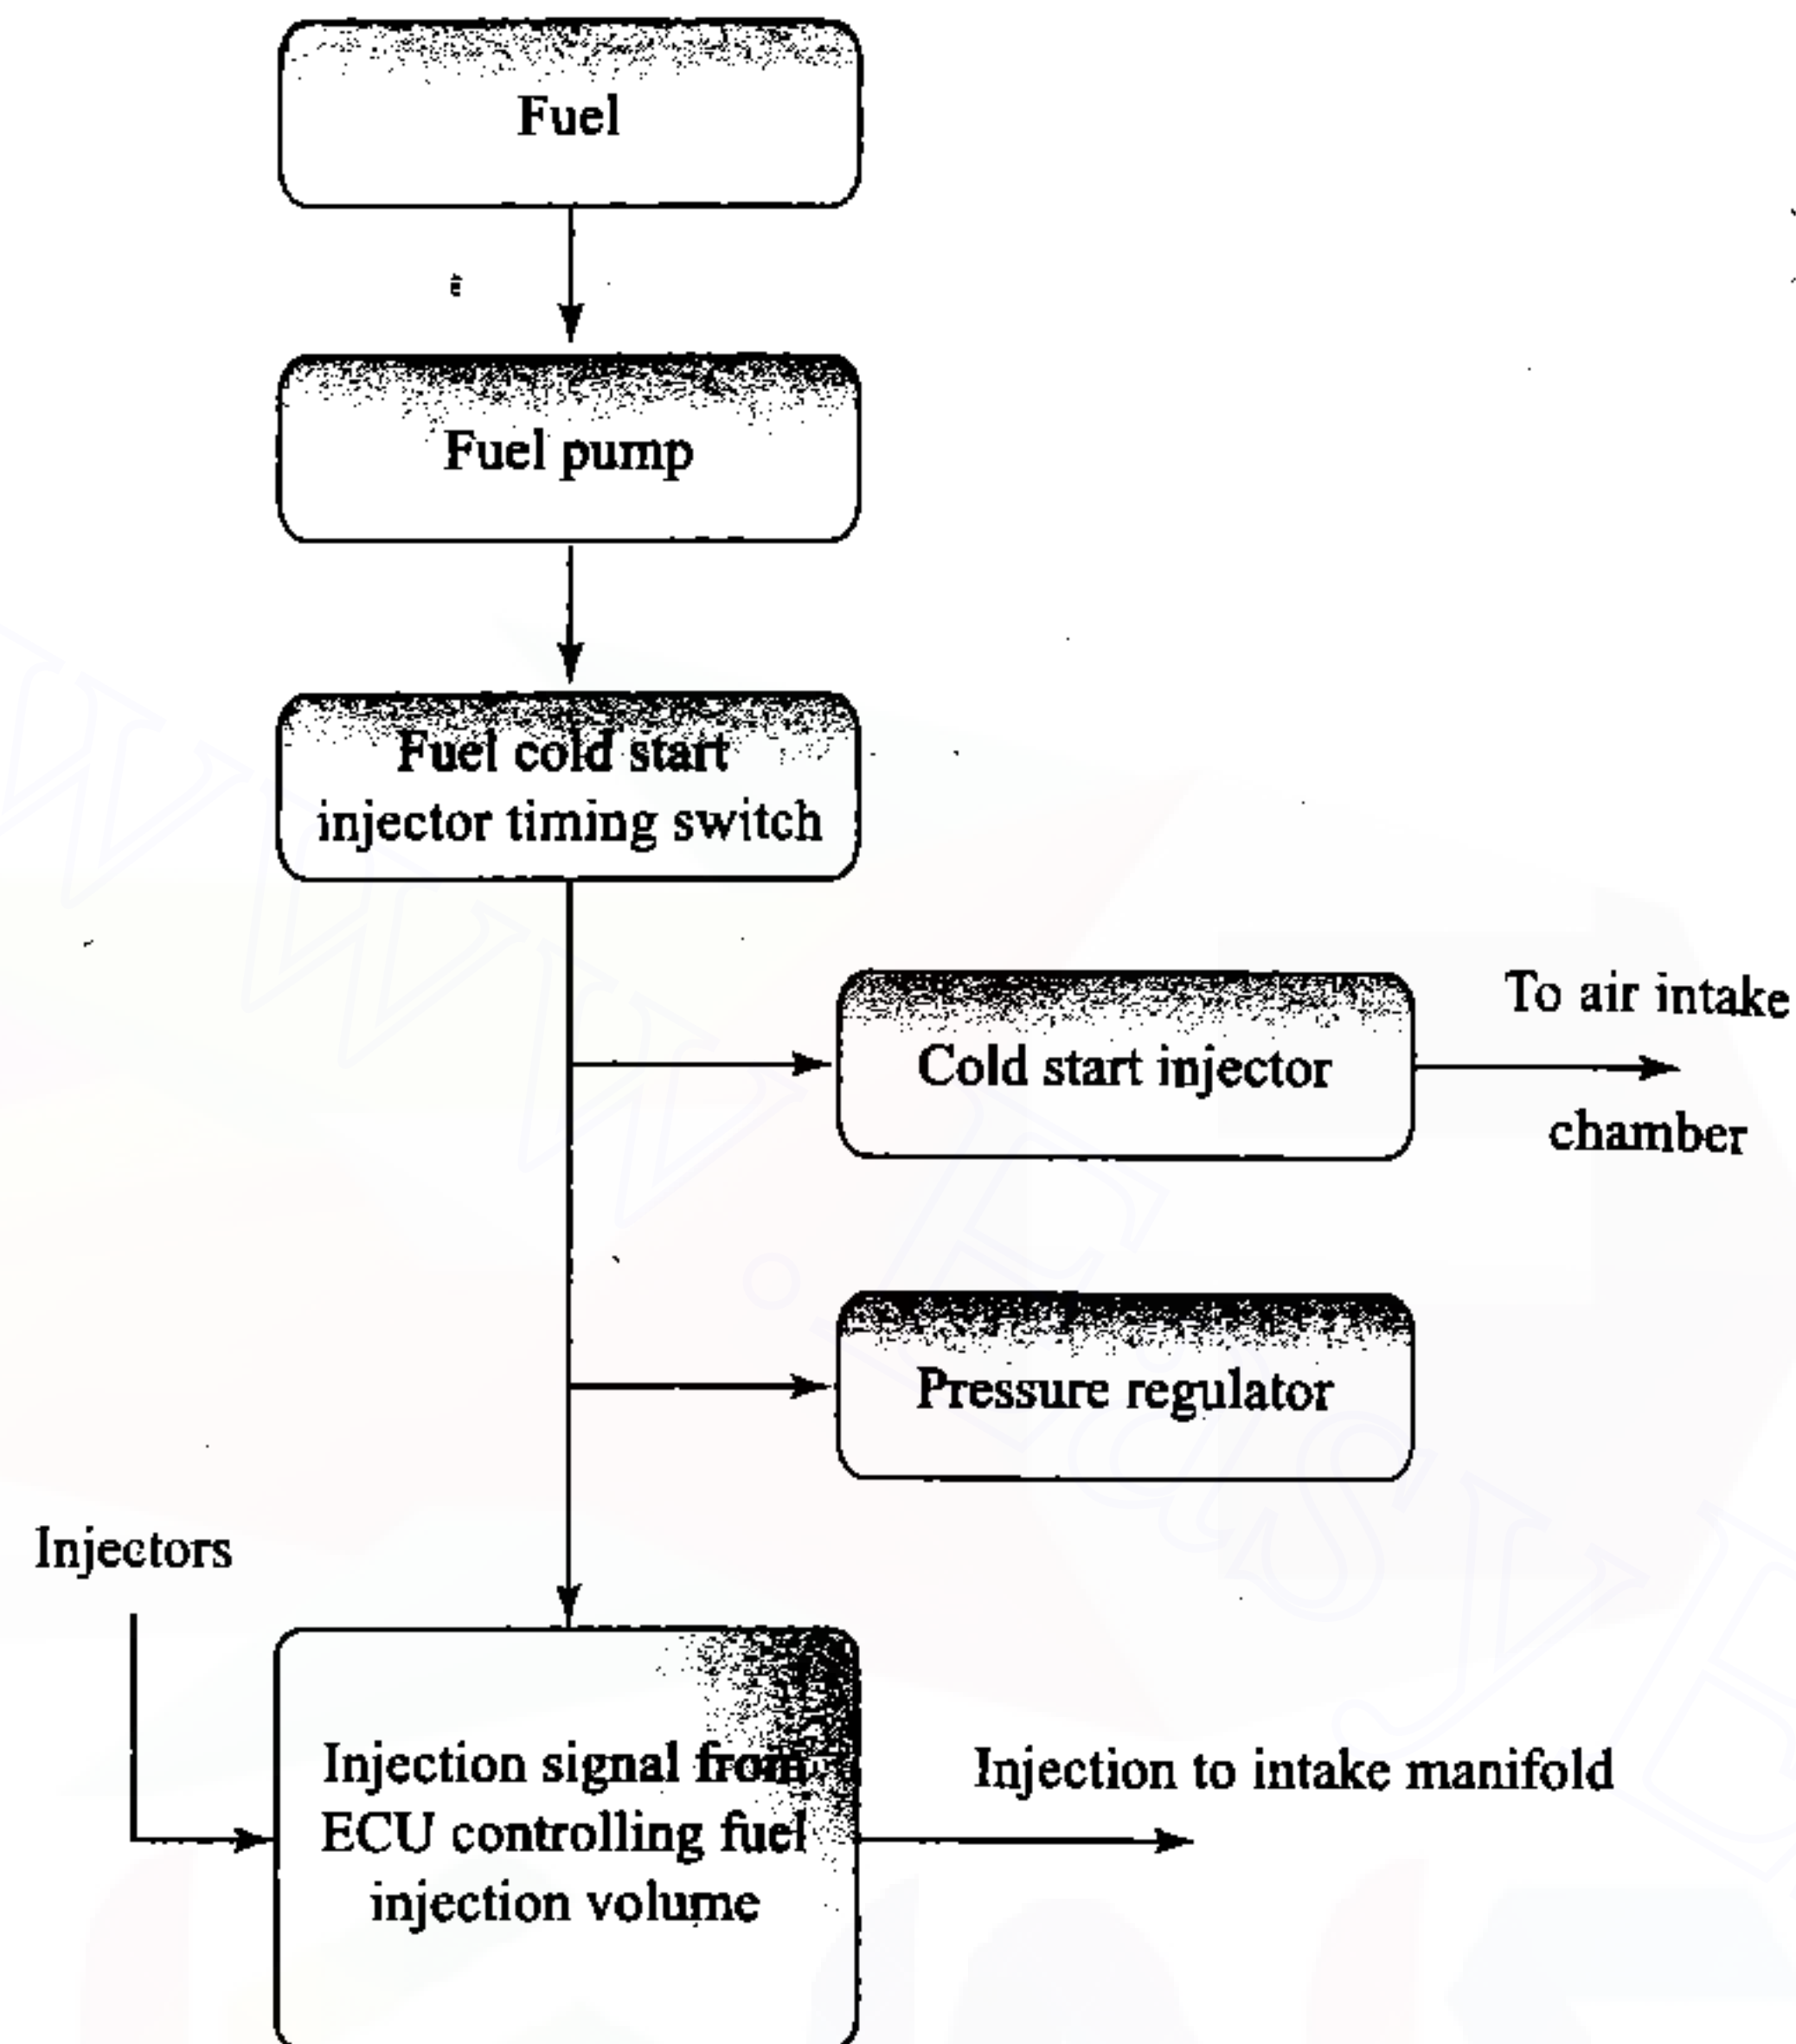 Fuel
Fuel pump
Fuel cold start
injector timing switch
To air intake
Cold start injector
chamber
Pressure regulator
Injectors
Injection signal from
ECU controlling fuel
injection volume
Injection to intake manifold